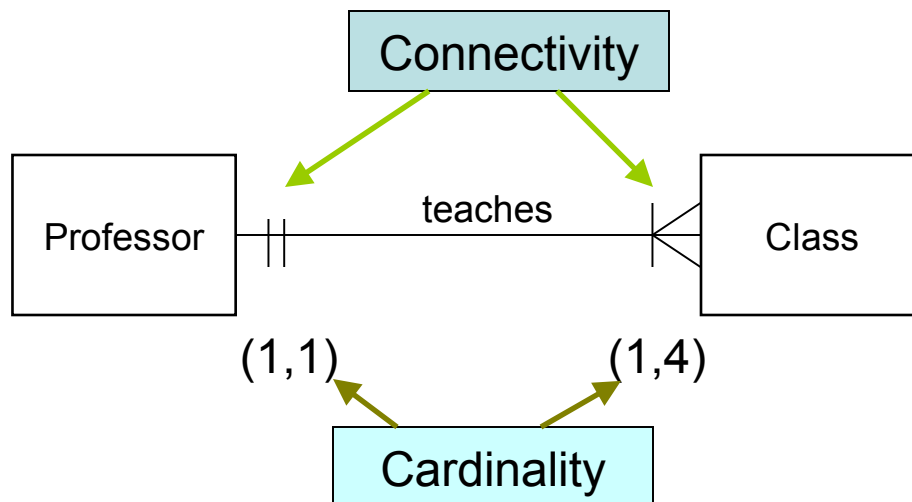 Connectivity
teaches
Professor
Class
(1,1)
(1,4)
Cardinality